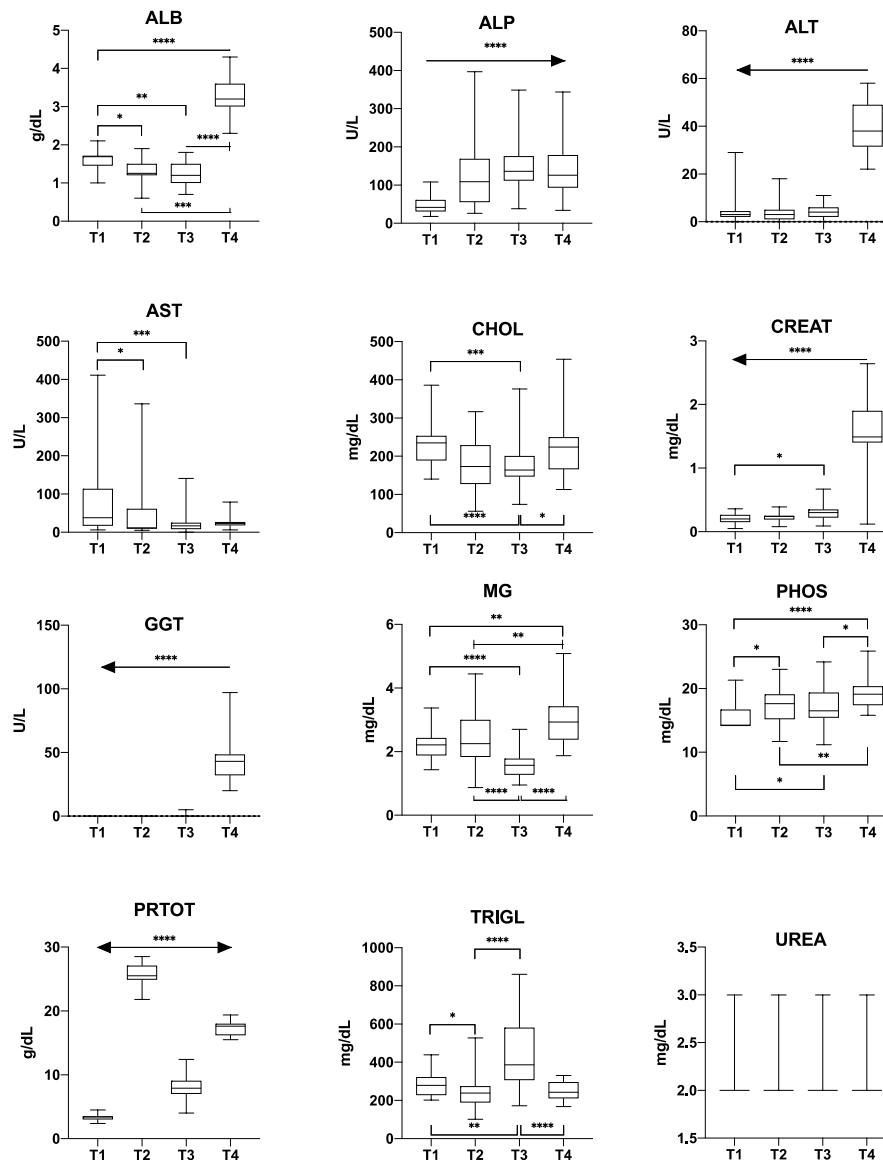 ALB
****
**
*
****
***
g/dL
5
4
3
2
1
0
T1 T2 T3 T4
ALP
****
U/L
500
400
300
200
100
0
T1 T2 T3 T4
ALT
****
U/L
80
60
40
20
0
T1 T2 T3 T4
AST
***
*
U/L
500
400
300
200
100
0
T1 T2 T3 T4
CHOL
***
****
*
mg/dL
500
400
300
200
100
0
T1 T2 T3 T4
CREAT
****
*
mg/dL
3
2
1
0
T1 T2 T3 T4
GGT
****
U/L
150
100
50
0
T1 T2 T3 T4
MG
**
**
****
****
****
mg/dL
6
4
2
0
T1 T2 T3 T4
PHOS
****
*
*
**
*
mg/dL
30
20
10
0
T1 T2 T3 T4
PRTOT
****
g/dL
30
20
10
0
T1 T2 T3 T4
TRIGL
****
*
**
****
mg/dL
1000
800
600
400
200
0
T1 T2 T3 T4
UREA
mg/dL
3.5
3.0
2.5
2.0
1.5
T1 T2 T3 T4